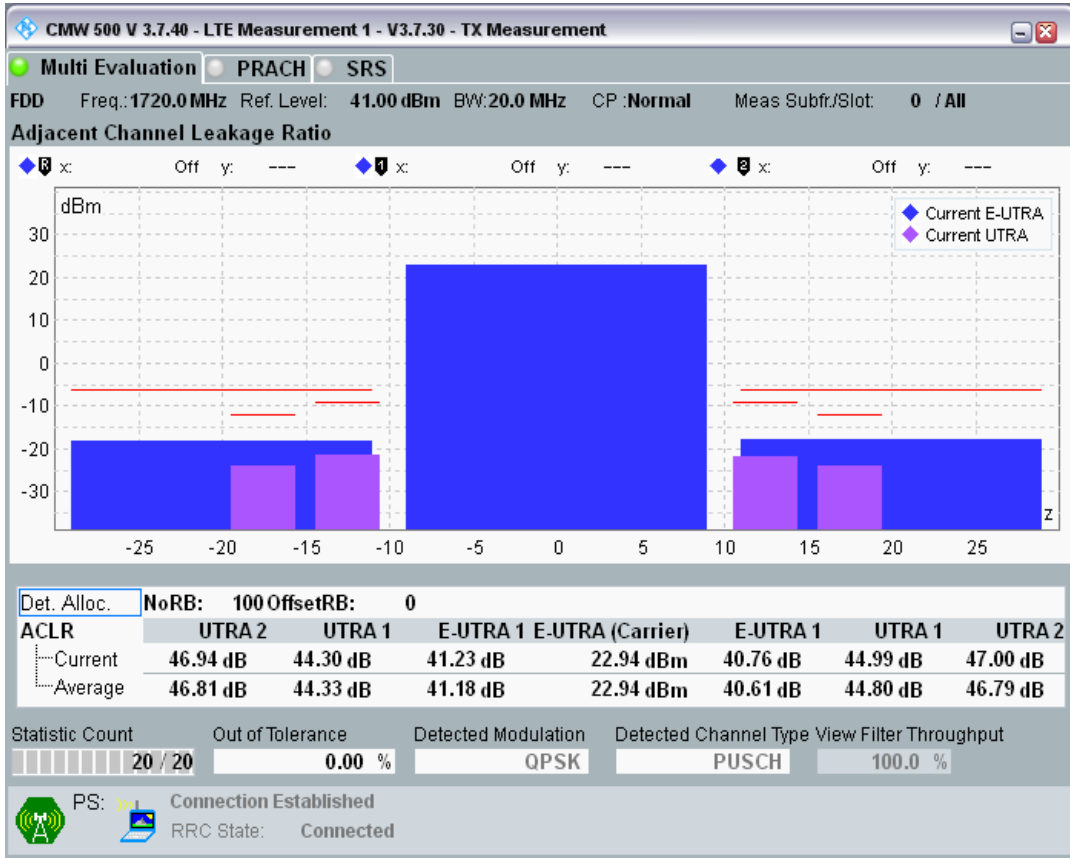 CMW 500 V 3.7.40 - LTE Measurement 1 - V3.7.30 - TX Measurement
Multi Evaluation PRACH SRS
FDD Freq.:1720.0 MHz Ref. Level: 41.00 dBm BW:20.0 MHz CP :Normal Meas Subfr./Slot: 0 / All
Adjacent Channel Leakage Ratio
R x: Off y: --- 1 x: Off y: --- 2 x: Off y: ---
dBm
Current E-UTRA
Current UTRA
30
20
10
0
-10
-20
-30
z
-25 -20 -15 -10 -5 0 5 10 15 20 25
Det. Alloc. NoRB: 100 OffsetRB: 0
ACLR UTRA 2 UTRA 1 E-UTRA 1 E-UTRA (Carrier) E-UTRA 1 UTRA 1 UTRA 2
Current 46.94 dB 44.30 dB 41.23 dB 22.94 dBm 40.76 dB 44.99 dB 47.00 dB
Average 46.81 dB 44.33 dB 41.18 dB 22.94 dBm 40.61 dB 44.80 dB 46.79 dB
Statistic Count Out of Tolerance Detected Modulation Detected Channel Type View Filter Throughput
20 / 20 0.00 % QPSK PUSCH 100.0 %
PS: Connection Established
RRC State: Connected